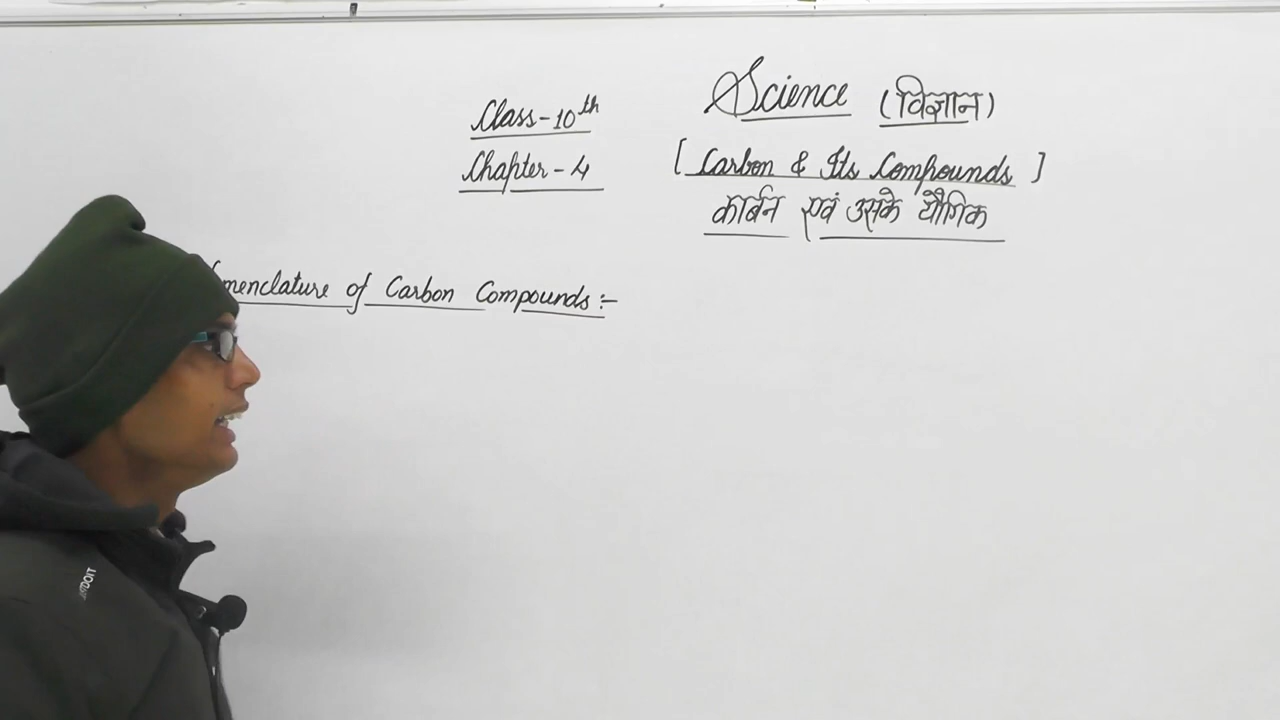 Science (विज्ञान)
Class-10th
Chapter-4
[Carbon & Its Compounds]
कार्बन एवं उसके यौगिक
menclature of Carbon Compounds:-